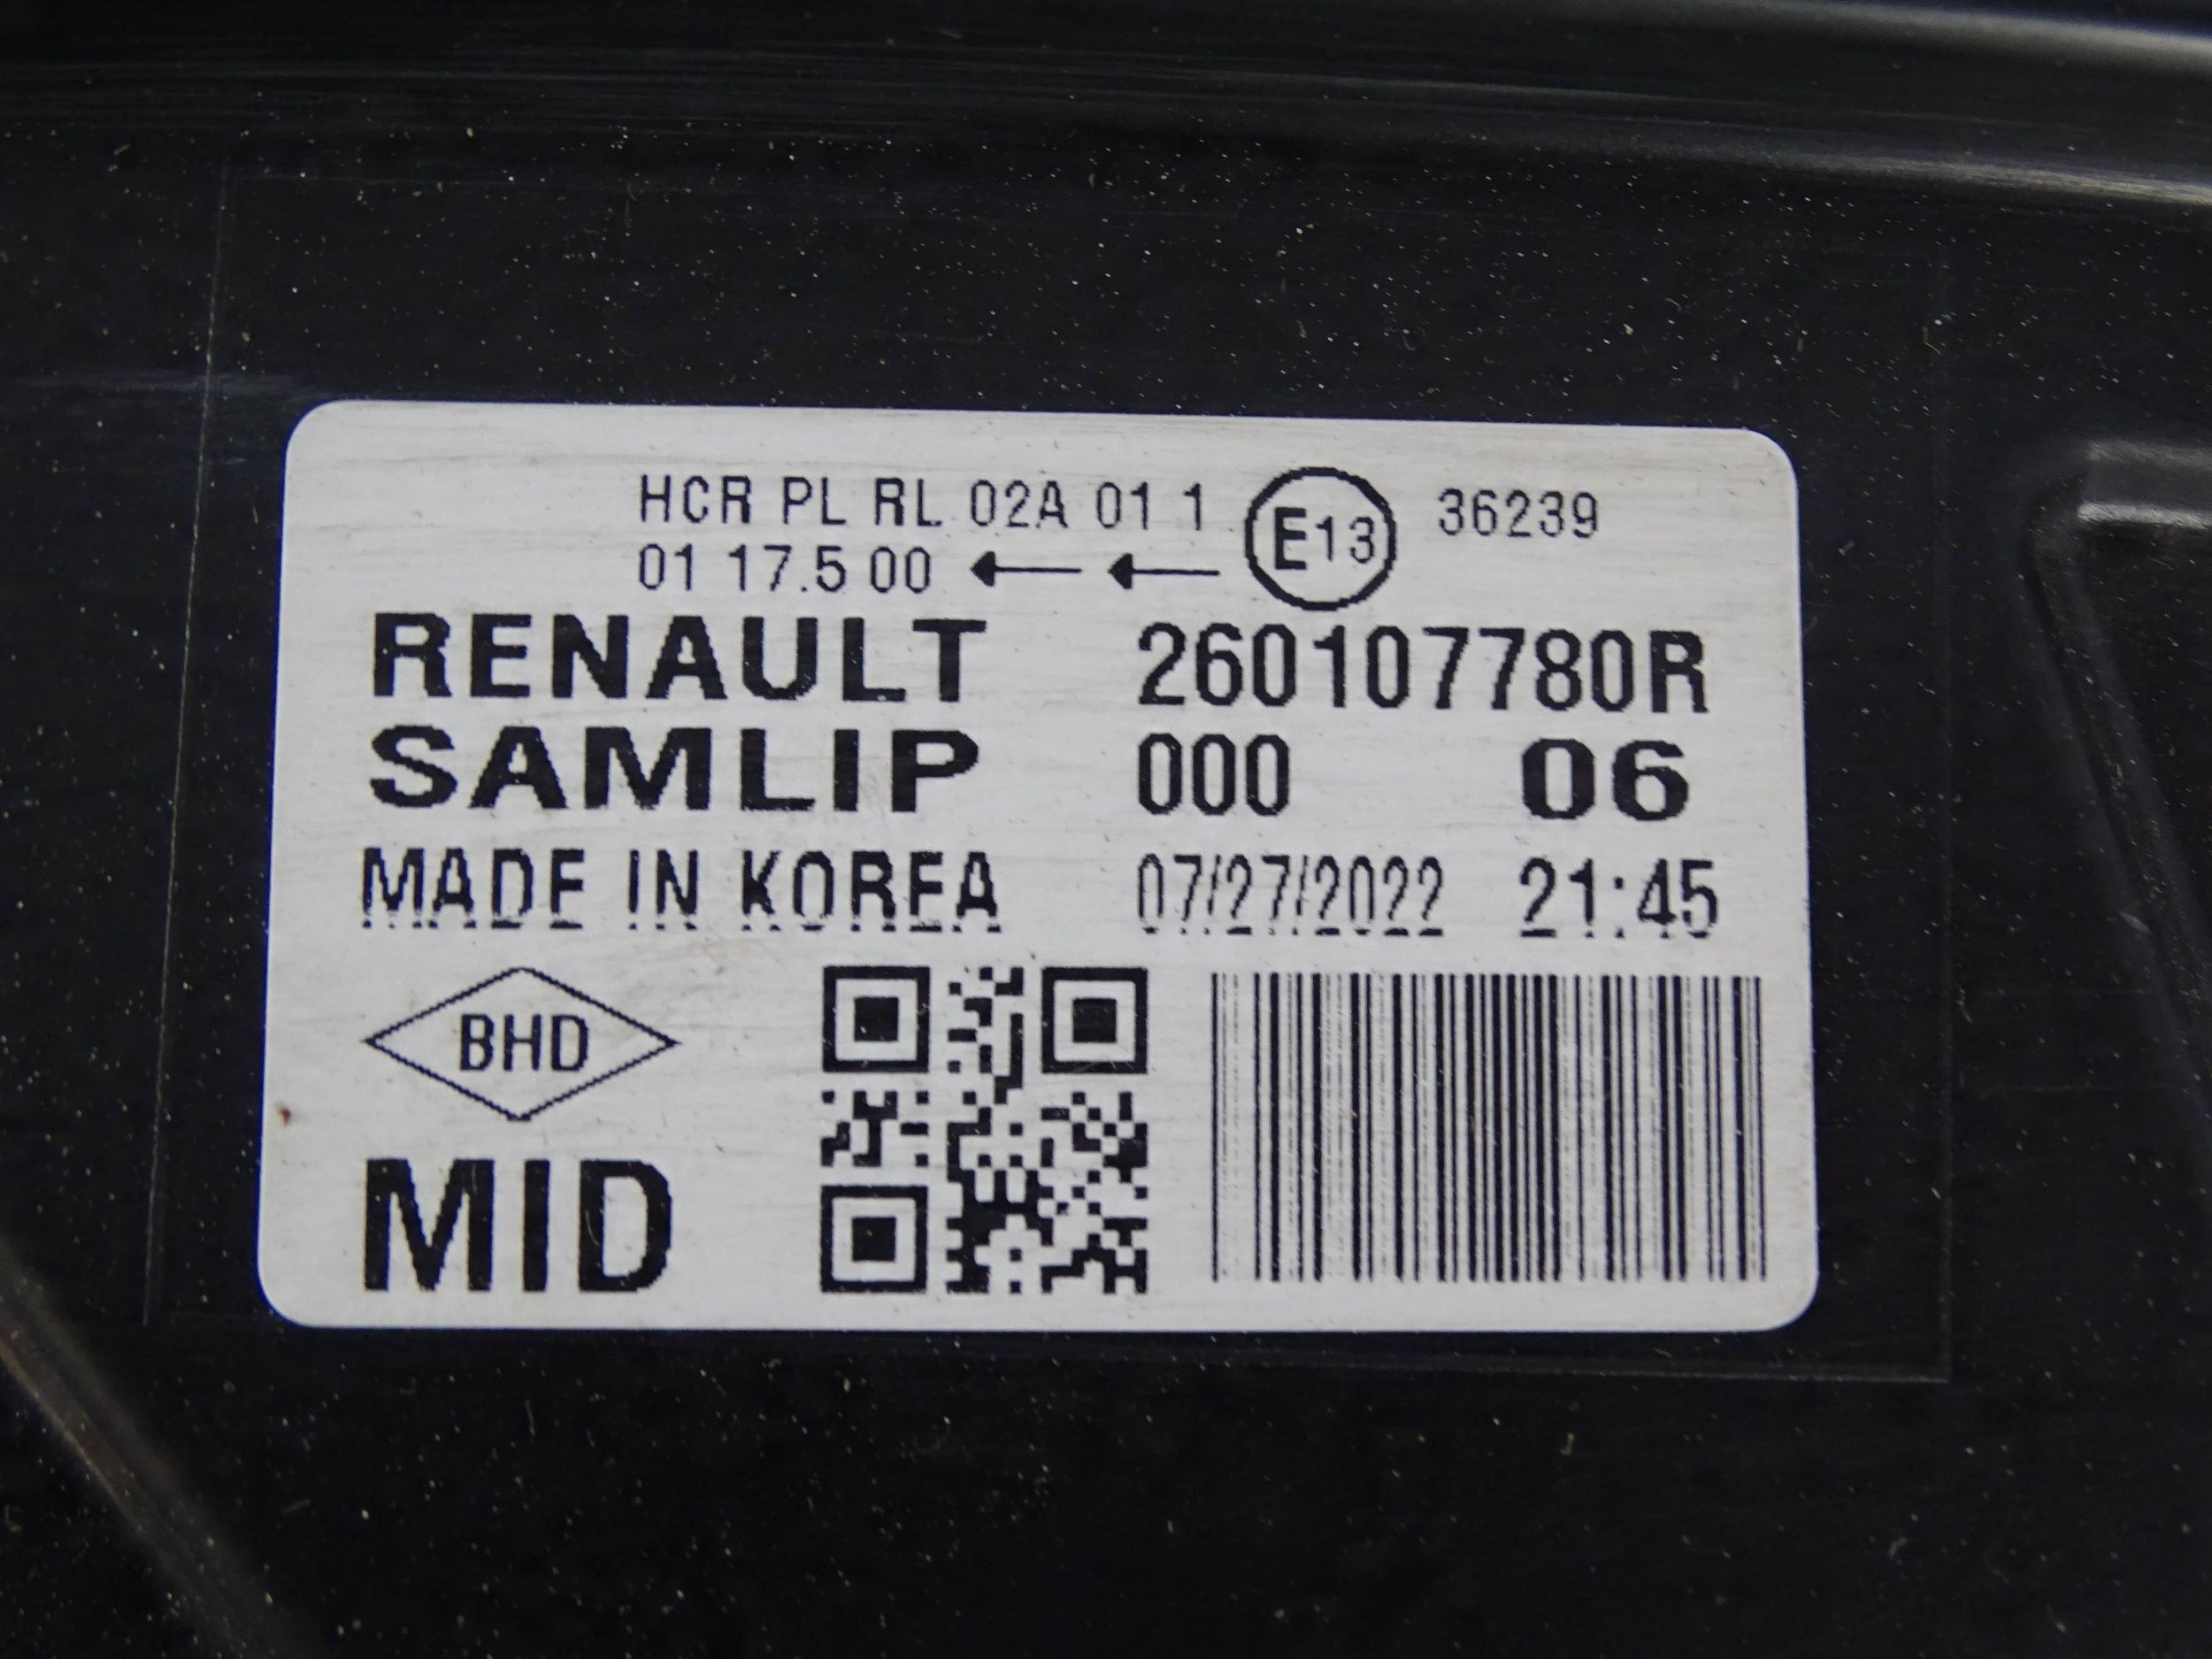 HCR PL RL 02A 01 1 E13 36239
01 17.5 00 ← ←
RENAULT 260107780R
SAMLIP 000 06
MADE IN KOREA 07/27/2022 21:45
BHD
MID